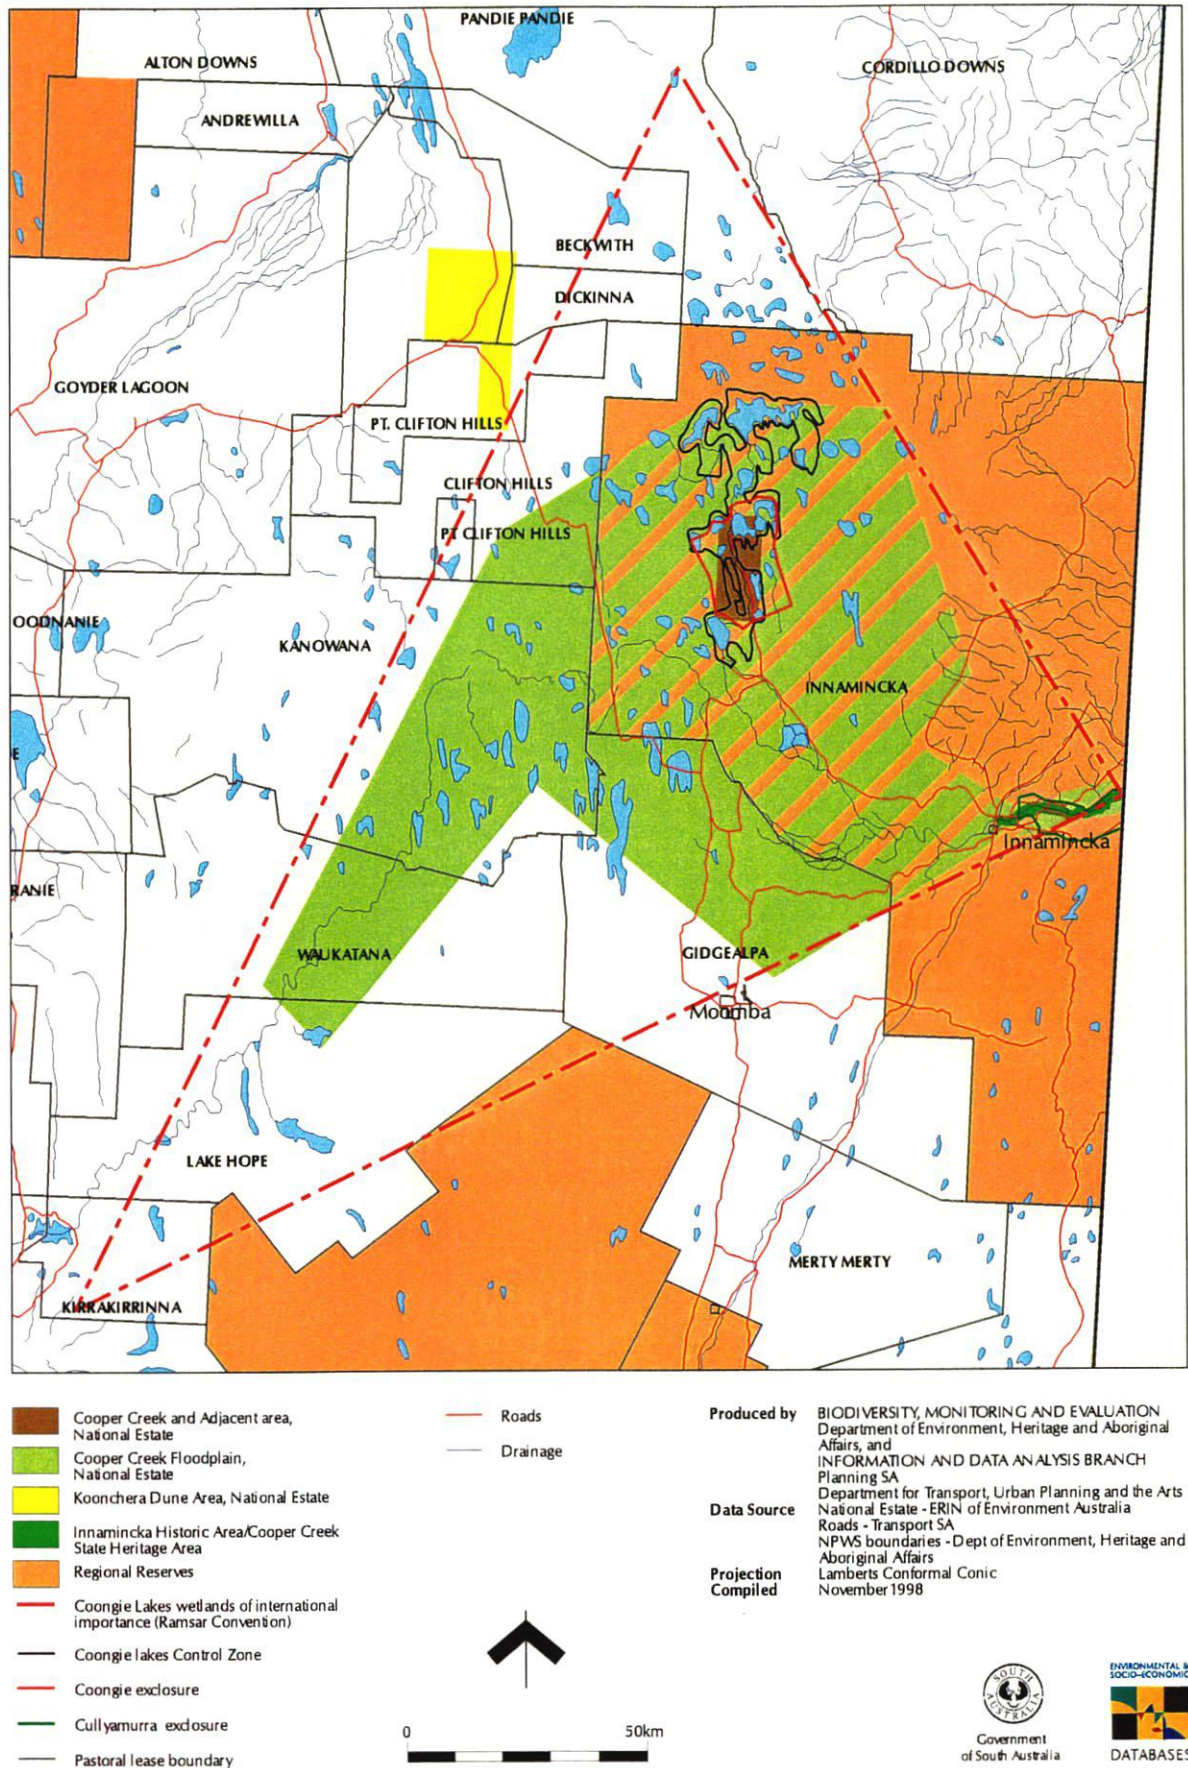 PANDIE PANDIE
ALTON DOWNS
CORDILLO DOWNS
ANDREWILLA
BECKWITH
DICKINNA
GOYDER LAGOON
PT. CLIFTON HILLS
CLIFTON HILLS
PT CLIFTON HILLS
OODNANIE
KANOWANA
INNAMINCKA
E
Innamincka
RANIE
WAUKATANA
GIDGEALPA
Moomba
LAKE HOPE
MERTY MERTY
KIRRAKIRRINNA
Cooper Creek and Adjacent area,
National Estate
Cooper Creek Floodplain,
National Estate
Koonchera Dune Area, National Estate
Innamincka Historic Area/Cooper Creek
State Heritage Area
Regional Reserves
Coongie Lakes wetlands of international
importance (Ramsar Convention)
Coongie lakes Control Zone
Coongie exclosure
Cullyamurra exclosure
Pastoral lease boundary
Roads
Drainage
0 50km
Produced by BIODIVERSITY, MONITORING AND EVALUATION
Department of Environment, Heritage and Aboriginal
Affairs, and
INFORMATION AND DATA ANALYSIS BRANCH
Planning SA
Department for Transport, Urban Planning and the Arts
Data Source National Estate - ERIN of Environment Australia
Roads - Transport SA
NPWS boundaries - Dept of Environment, Heritage and
Aboriginal Affairs
Projection Lamberts Conformal Conic
Compiled November 1998
SOUTH AUSTRALIA
Government
of South Australia
ENVIRONMENTAL &
SOCIO-ECONOMIC
DATABASES